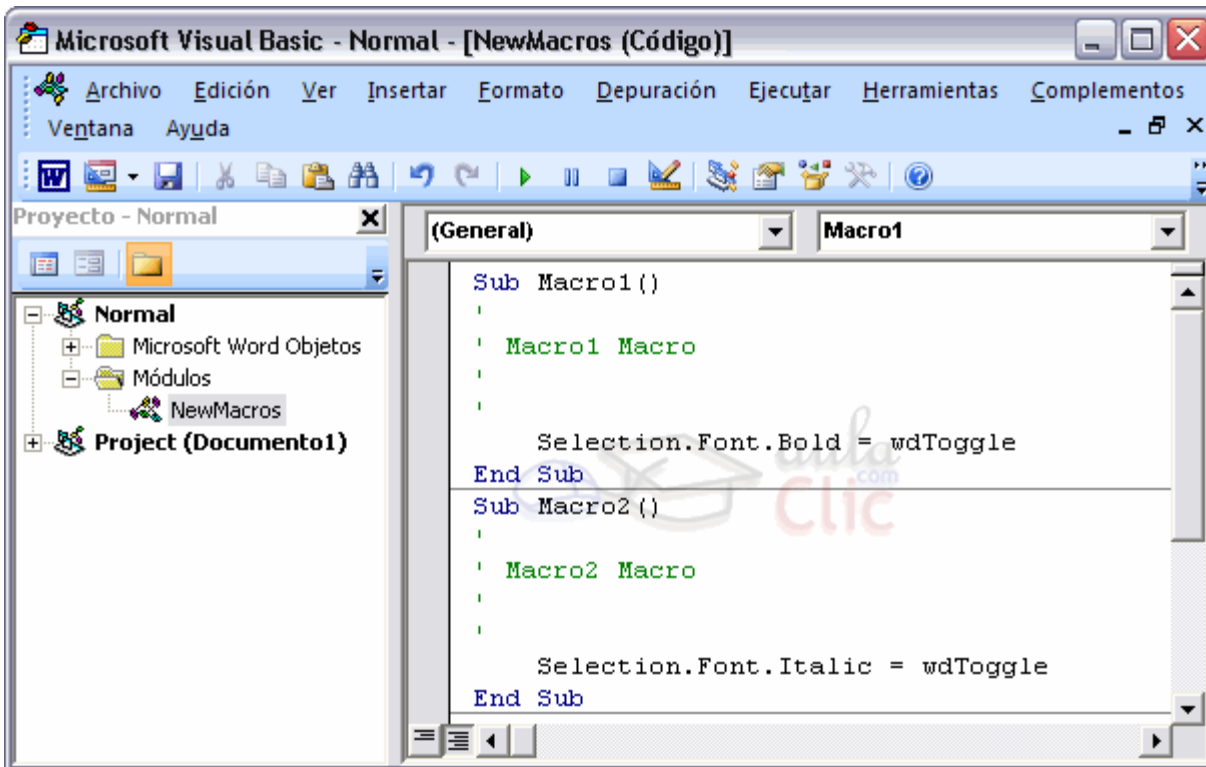 Microsoft Visual Basic - Normal - [NewMacros (Código)]
Archivo Edición Ver Insertar Formato Depuración Ejecutar Herramientas Complementos
Ventana Ayuda
Proyecto - Normal
Normal
Microsoft Word Objetos
Módulos
NewMacros
Project (Documento1)
(General) Macro1
Sub Macro1()
'
' Macro1 Macro
'
'
Selection.Font.Bold = wdToggle
End Sub
Sub Macro2()
'
' Macro2 Macro
'
'
Selection.Font.Italic = wdToggle
End Sub
aula
.com
Clic